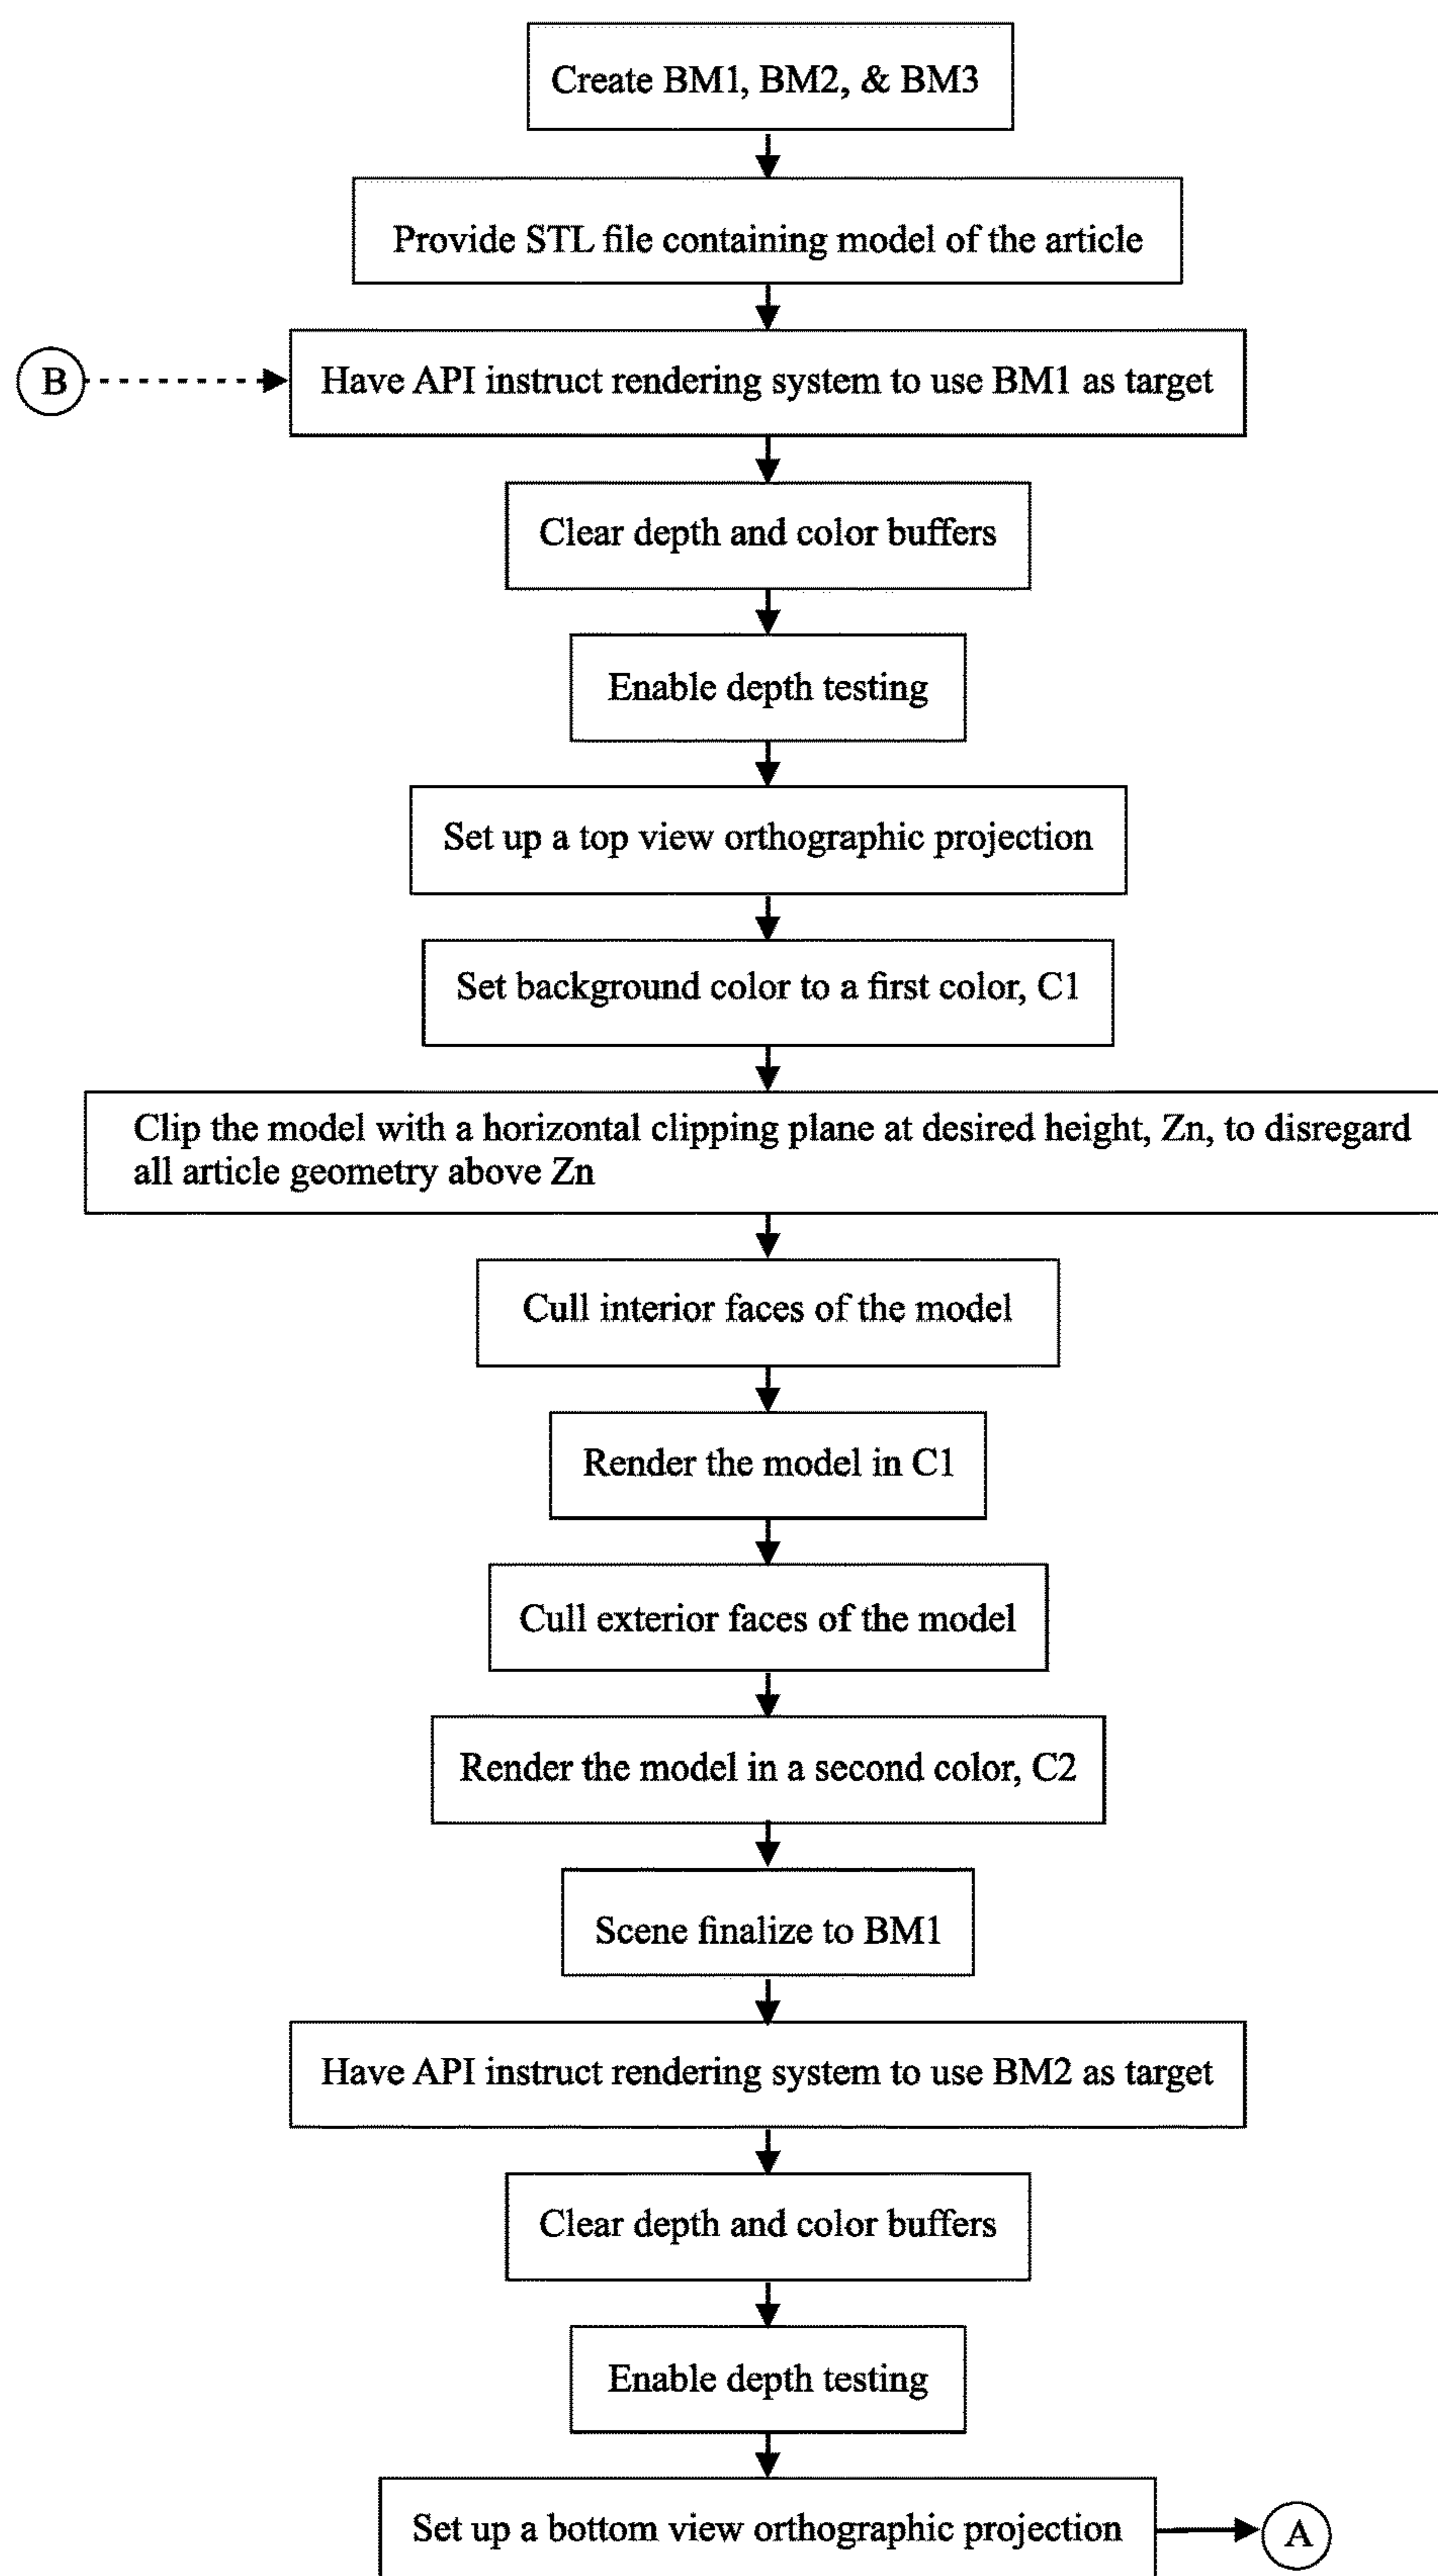 Create BM1, BM2, & BM3
Provide STL file containing model of the article
B
Have API instruct rendering system to use BM1 as target
Clear depth and color buffers
Enable depth testing
Set up a top view orthographic projection
Set background color to a first color, C1
Clip the model with a horizontal clipping plane at desired height, Zn, to disregard
all article geometry above Zn
Cull interior faces of the model
Render the model in C1
Cull exterior faces of the model
Render the model in a second color, C2
Scene finalize to BM1
Have API instruct rendering system to use BM2 as target
Clear depth and color buffers
Enable depth testing
Set up a bottom view orthographic projection
A